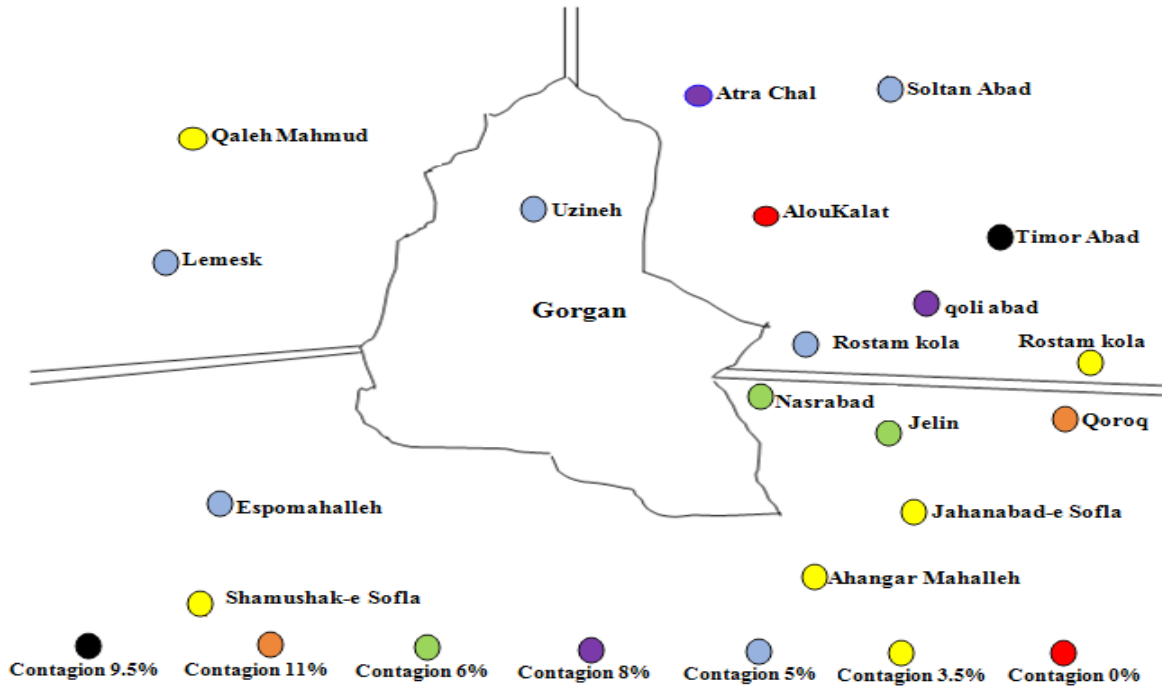 Atra Chal
Soltan Abad
Qaleh Mahmud
Uzineh
AlouKalat
Timor Abad
Lemesk
Gorgan
qoli abad
Rostam kola
Rostam kola
Nasrabad
Jelin
Qoroq
Espomahalleh
Jahanabad-e Sofla
Ahangar Mahalleh
Shamushak-e Sofla
Contagion 9.5%
Contagion 11%
Contagion 6%
Contagion 8%
Contagion 5%
Contagion 3.5%
Contagion 0%